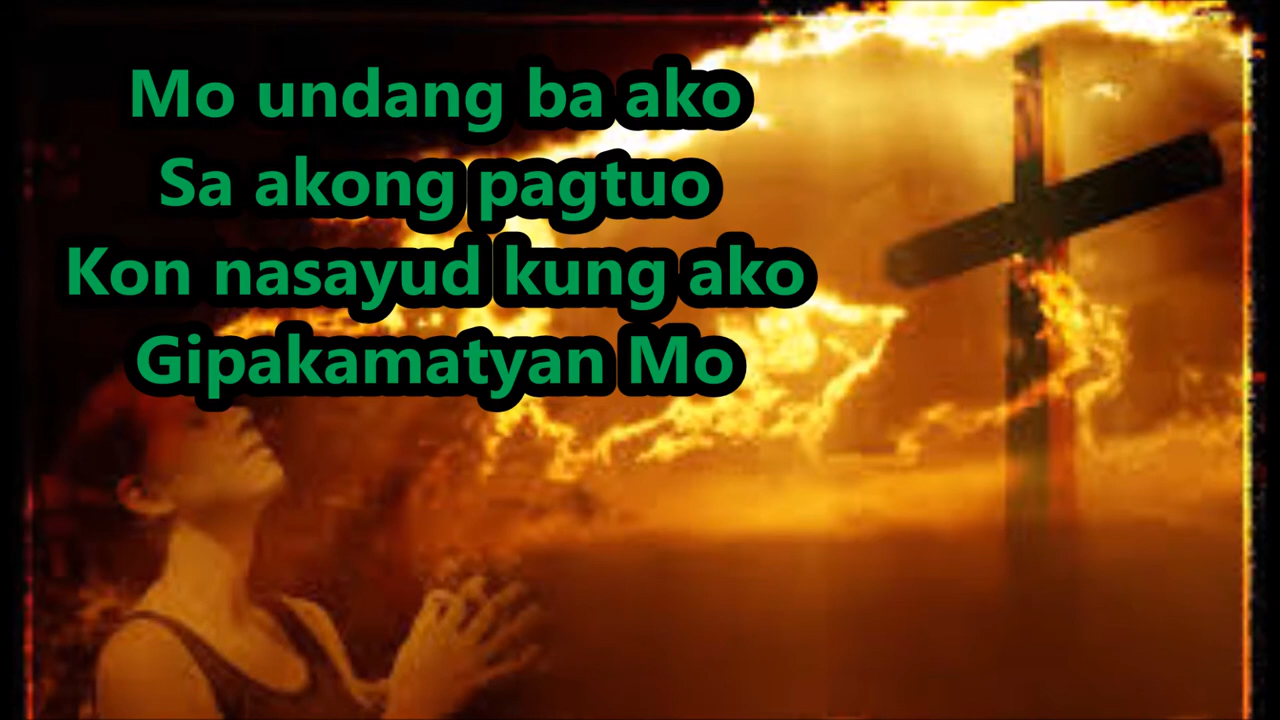 Mo undang ba ako
Sa akong pagtuo
Kon nasayud kung ako
Gipakamatyan Mo